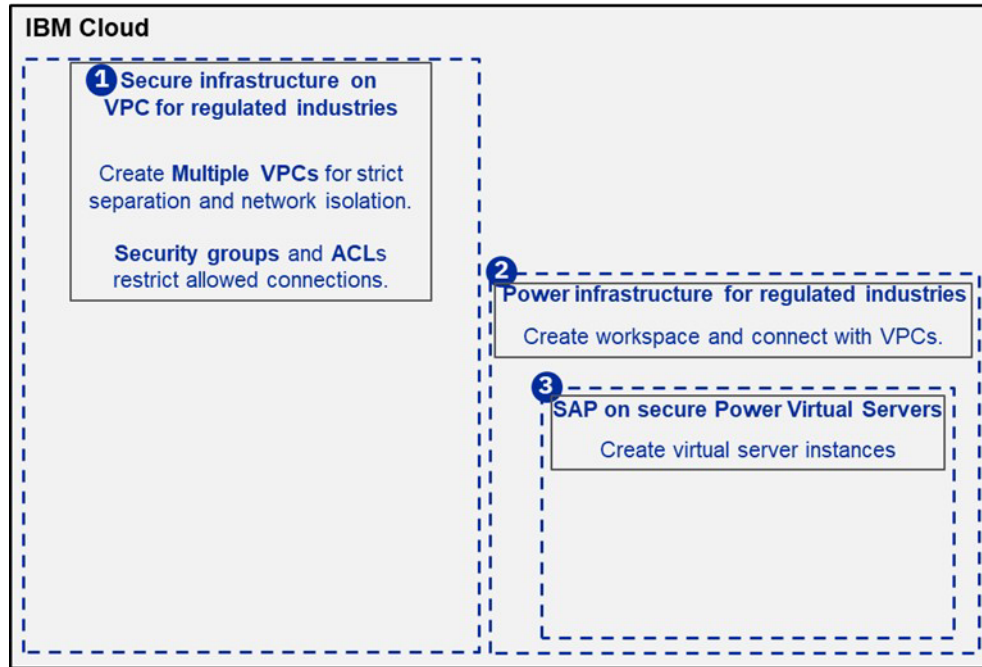 IBM Cloud
1 Secure infrastructure on
VPC for regulated industries
Create Multiple VPCs for strict
separation and network isolation.
Security groups and ACLs
restrict allowed connections.
2
Power infrastructure for regulated industries
Create workspace and connect with VPCs.
3
SAP on secure Power Virtual Servers
Create virtual server instances